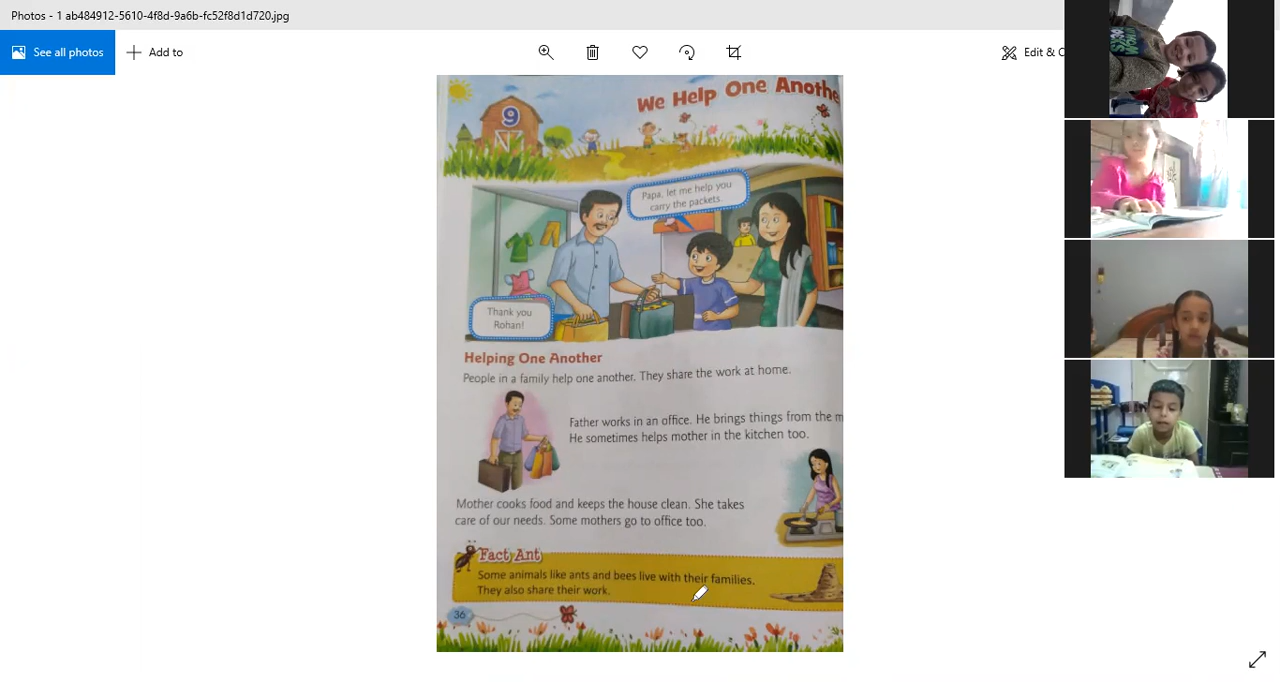 Photos - 1 ab484912-5610-4f8d-9a6b-fc52f8d1d720.jpg
See all photos
Add to
Edit & C
9
We Help One Anothe
Papa, let me help you
carry the packets.
Thank you
Rohan!
Helping One Another
People in a family help one another. They share the work at home.
Father works in an office. He brings things from the m
He sometimes helps mother in the kitchen too.
Mother cooks food and keeps the house clean. She takes
care of our needs. Some mothers go to office too.
Fact Ant
Some animals like ants and bees live with their families.
They also share their work.
36